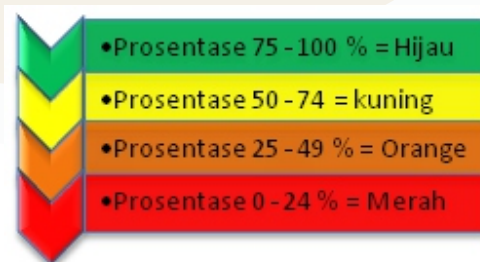 •Prosentase 75 - 100 % = Hijau
•Prosentase 50 - 74 = kuning
•Prosentase 25 - 49 % = Orange
•Prosentase 0 - 24 % = Merah